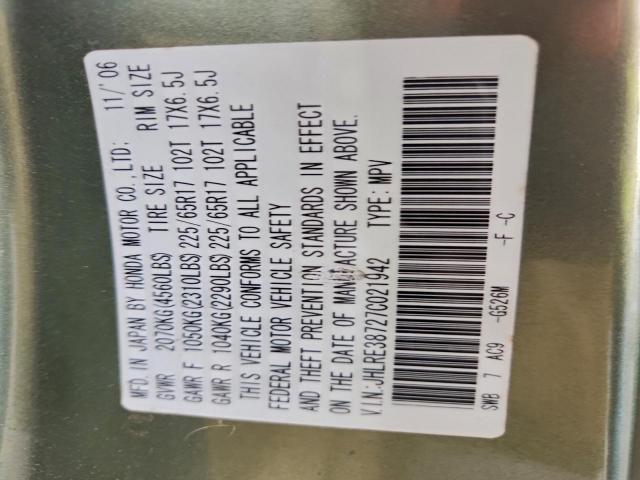 MFD. IN JAPAN BY HONDA MOTOR CO., LTD: 11/'06
GVWR 2070KG(4560LBS) TIRE SIZE RIM SIZE
GAWR F 1050KG(2310LBS) 225/65R17 102T 17X6.5J
GAWR R 1040KG(2290LBS) 225/65R17 102T 17X6.5J
THIS VEHICLE CONFORMS TO ALL APPLICABLE
FEDERAL MOTOR VEHICLE SAFETY
AND THEFT PREVENTION STANDARDS IN EFFECT
ON THE DATE OF MANUFACTURE SHOWN ABOVE.
V.I.N.:JHLRE38727C021942 TYPE: MPV
SWB 7 AC9 -G526M -F -C